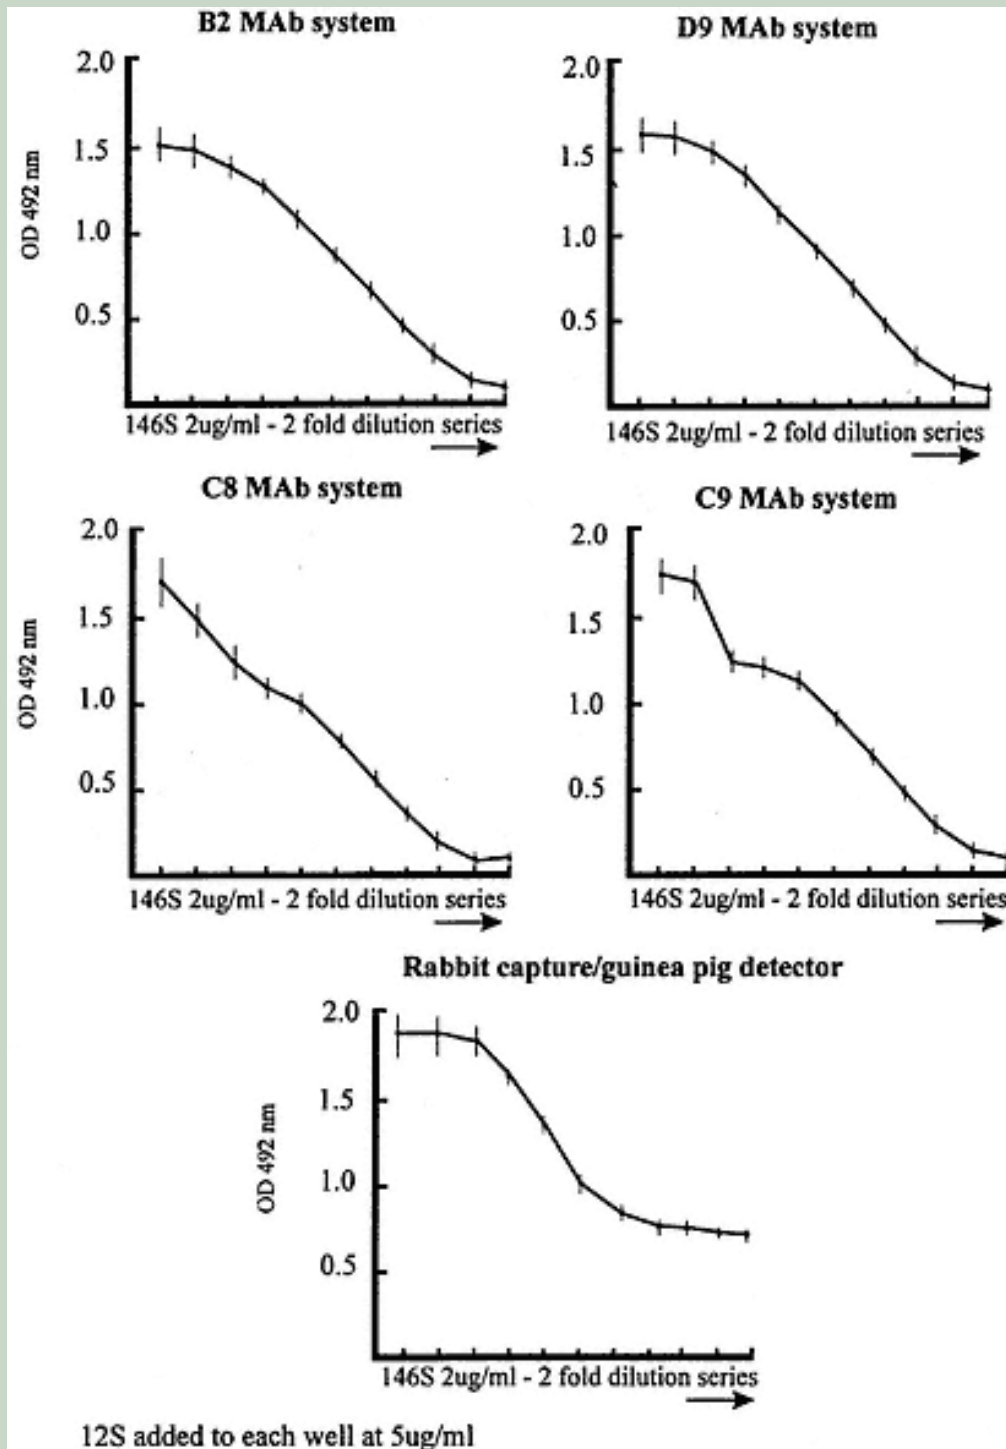 B2 MAb system
2.0
1.5
1.0
0.5
OD 492 nm
146S 2ug/ml - 2 fold dilution series
D9 MAb system
2.0
1.5
1.0
0.5
146S 2ug/ml - 2 fold dilution series
C8 MAb system
2.0
1.5
1.0
0.5
OD 492 nm
146S 2ug/ml - 2 fold dilution series
C9 MAb system
2.0
1.5
1.0
0.5
146S 2ug/ml - 2 fold dilution series
Rabbit capture/guinea pig detector
2.0
1.5
1.0
0.5
OD 492 nm
146S 2ug/ml - 2 fold dilution series
12S added to each well at 5ug/ml